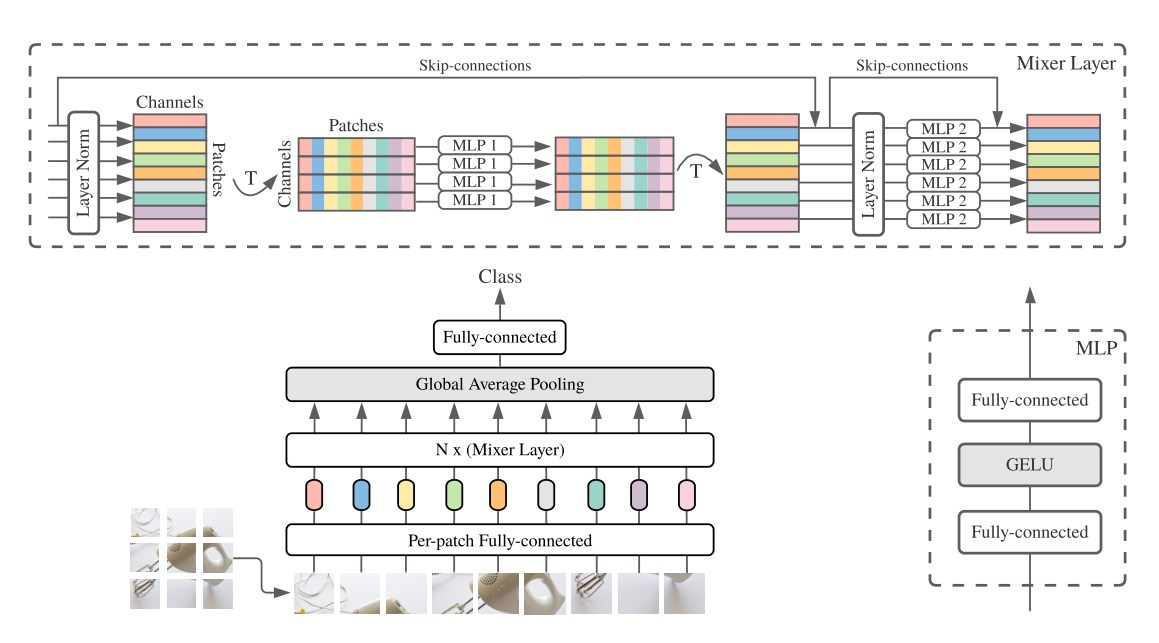 Skip-connections
Skip-connections
Mixer Layer
Channels
Layer Norm
Patches
T
Patches
Channels
MLP 1
MLP 1
MLP 1
MLP 1
T
Layer Norm
MLP 2
MLP 2
MLP 2
MLP 2
MLP 2
MLP 2
Class
Fully-connected
Global Average Pooling
N x (Mixer Layer)
Per-patch Fully-connected
MLP
Fully-connected
GELU
Fully-connected